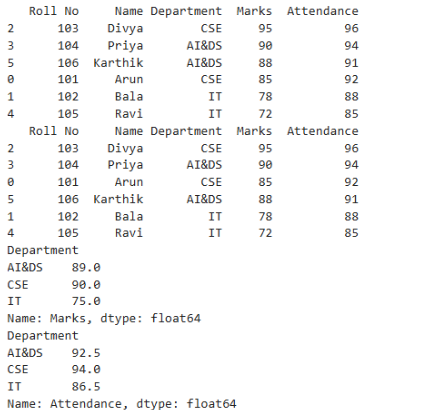 Roll No     Name Department  Marks  Attendance
2      103    Divya        CSE     95          96
3      104    Priya      AI&DS     90          94
5      106  Karthik      AI&DS     88          91
0      101     Arun        CSE     85          92
1      102     Bala         IT     78          88
4      105     Ravi         IT     72          85
   Roll No     Name Department  Marks  Attendance
2      103    Divya        CSE     95          96
3      104    Priya      AI&DS     90          94
0      101     Arun        CSE     85          92
5      106  Karthik      AI&DS     88          91
1      102     Bala         IT     78          88
4      105     Ravi         IT     72          85
Department
AI&DS    89.0
CSE      90.0
IT       75.0
Name: Marks, dtype: float64
Department
AI&DS    92.5
CSE      94.0
IT       86.5
Name: Attendance, dtype: float64